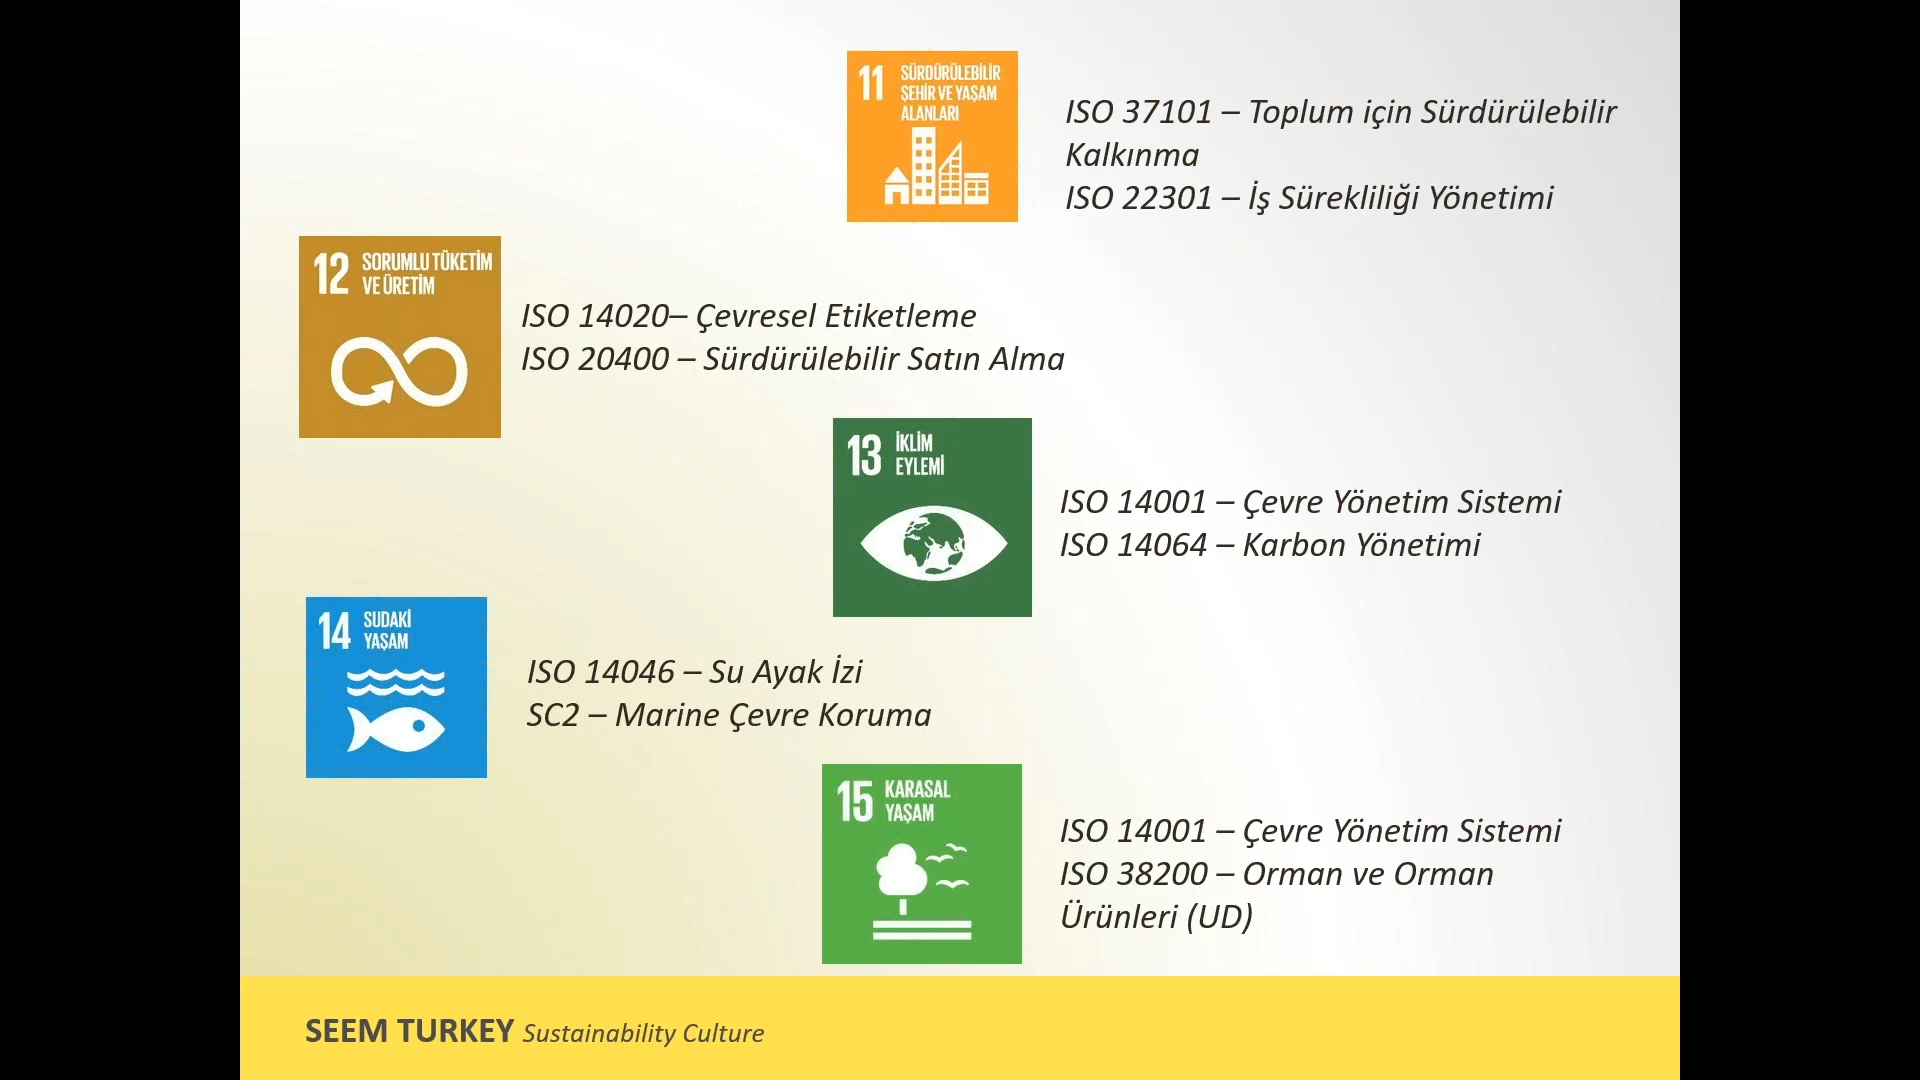 11 SÜRDÜRÜLEBİLİR
ŞEHİR VE YAŞAM
ALANLARI
ISO 37101 – Toplum için Sürdürülebilir
Kalkınma
ISO 22301 – İş Sürekliliği Yönetimi
12 SORUMLU TÜKETİM
VE ÜRETİM
ISO 14020– Çevresel Etiketleme
ISO 20400 – Sürdürülebilir Satın Alma
13 İKLİM
EYLEMİ
ISO 14001 – Çevre Yönetim Sistemi
ISO 14064 – Karbon Yönetimi
14 SUDAKİ
YAŞAM
ISO 14046 – Su Ayak İzi
SC2 – Marine Çevre Koruma
15 KARASAL
YAŞAM
ISO 14001 – Çevre Yönetim Sistemi
ISO 38200 – Orman ve Orman
Ürünleri (UD)
SEEM TURKEY Sustainability Culture